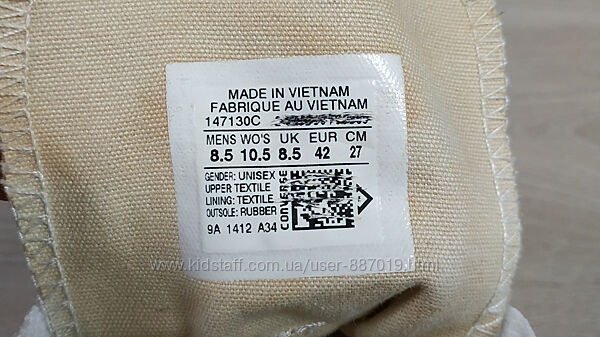 MADE IN VIETNAM
FABRIQUE AU VIETNAM
147130C
MENS WO'S UK EUR CM
8.5 10.5 8.5 42 27
GENDER: UNISEX
UPPER TEXTILE
LINING: TEXTILE
OUTSOLE: RUBBER
CONVERSE
9A 1412 A34
www.kidstaff.com.ua/user-887019.html